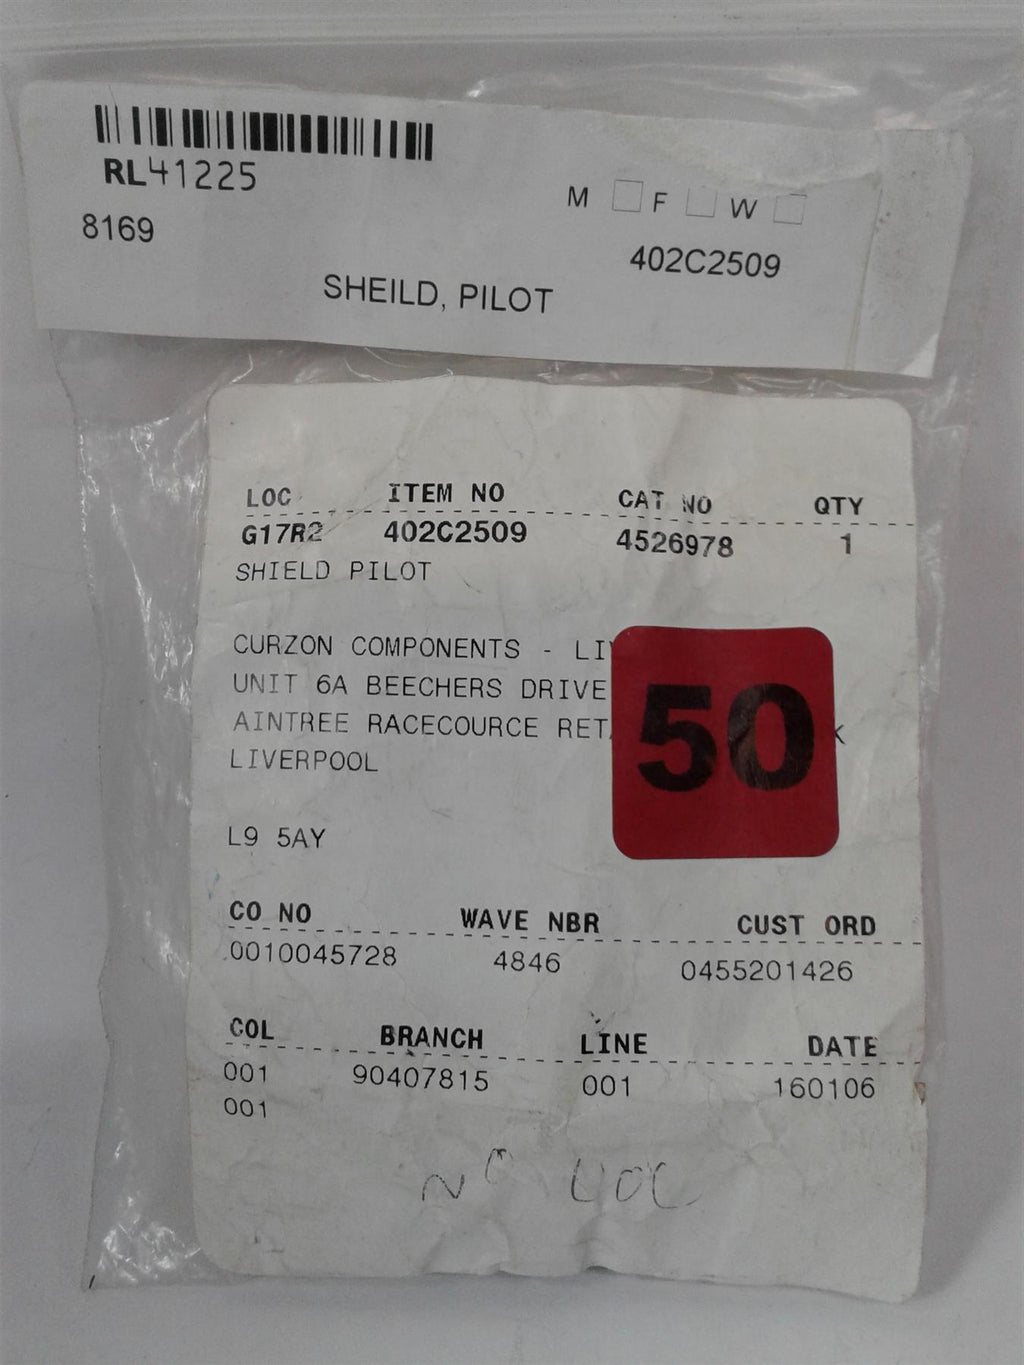 RL41225
M F W
8169
402C2509
SHEILD, PILOT
LOC ITEM NO CAT NO QTY
G17R2 402C2509 4526978 1
SHIELD PILOT
CURZON COMPONENTS - LI
UNIT 6A BEECHERS DRIVE
AINTREE RACECOURCE RET K
LIVERPOOL
50
L9 5AY
CO NO WAVE NBR CUST ORD
0010045728 4846 0455201426
COL BRANCH LINE DATE
001 90407815 001 160106
001
NO LOC